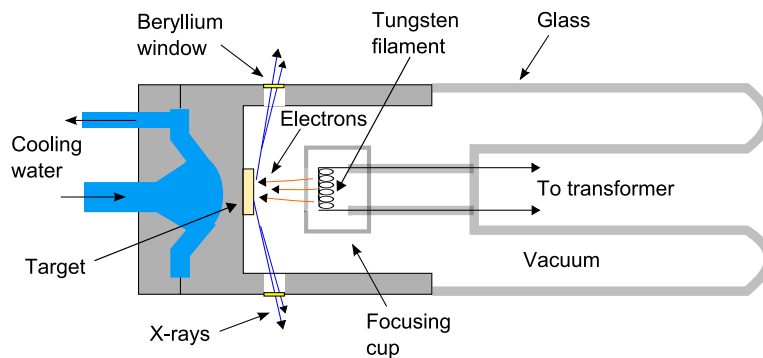 Beryllium
window
Tungsten
filament
Glass
Electrons
Cooling
water
To transformer
Target
Vacuum
X-rays
Focusing
cup